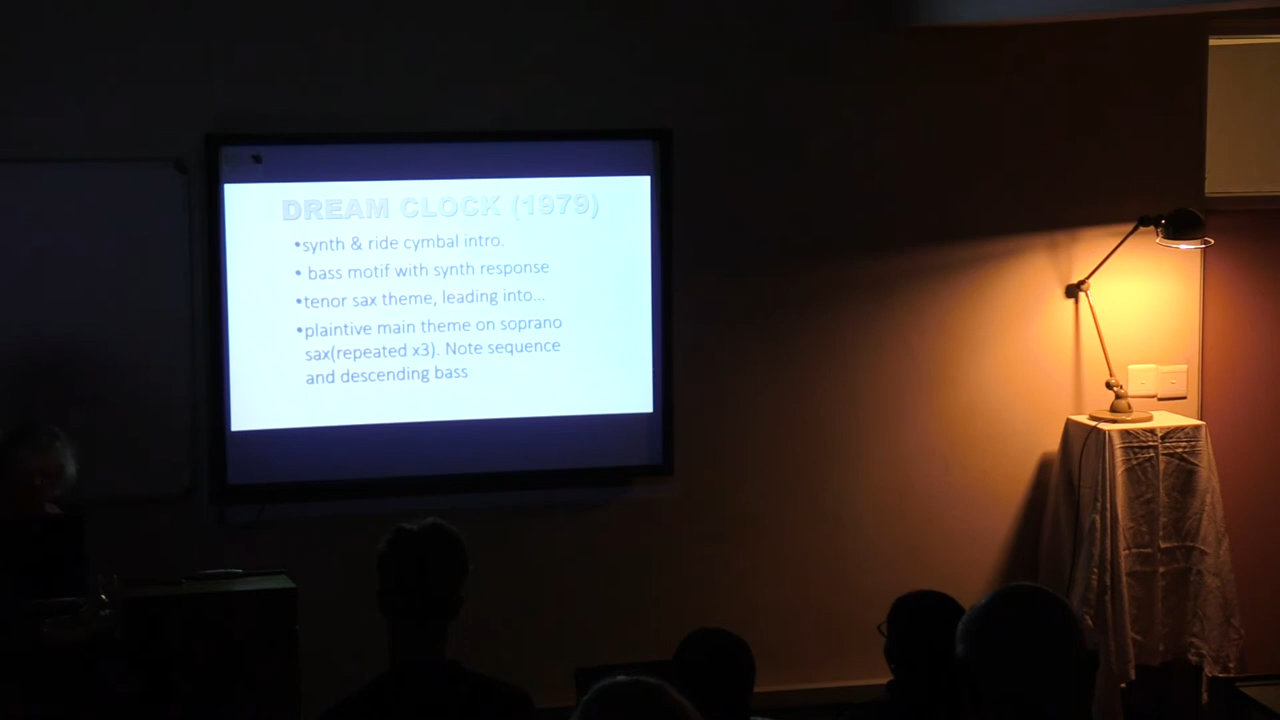 DREAM CLOCK (1979)
•synth & ride cymbal intro.
• bass motif with synth response
•tenor sax theme, leading into...
•plaintive main theme on soprano
sax(repeated x3). Note sequence
and descending bass